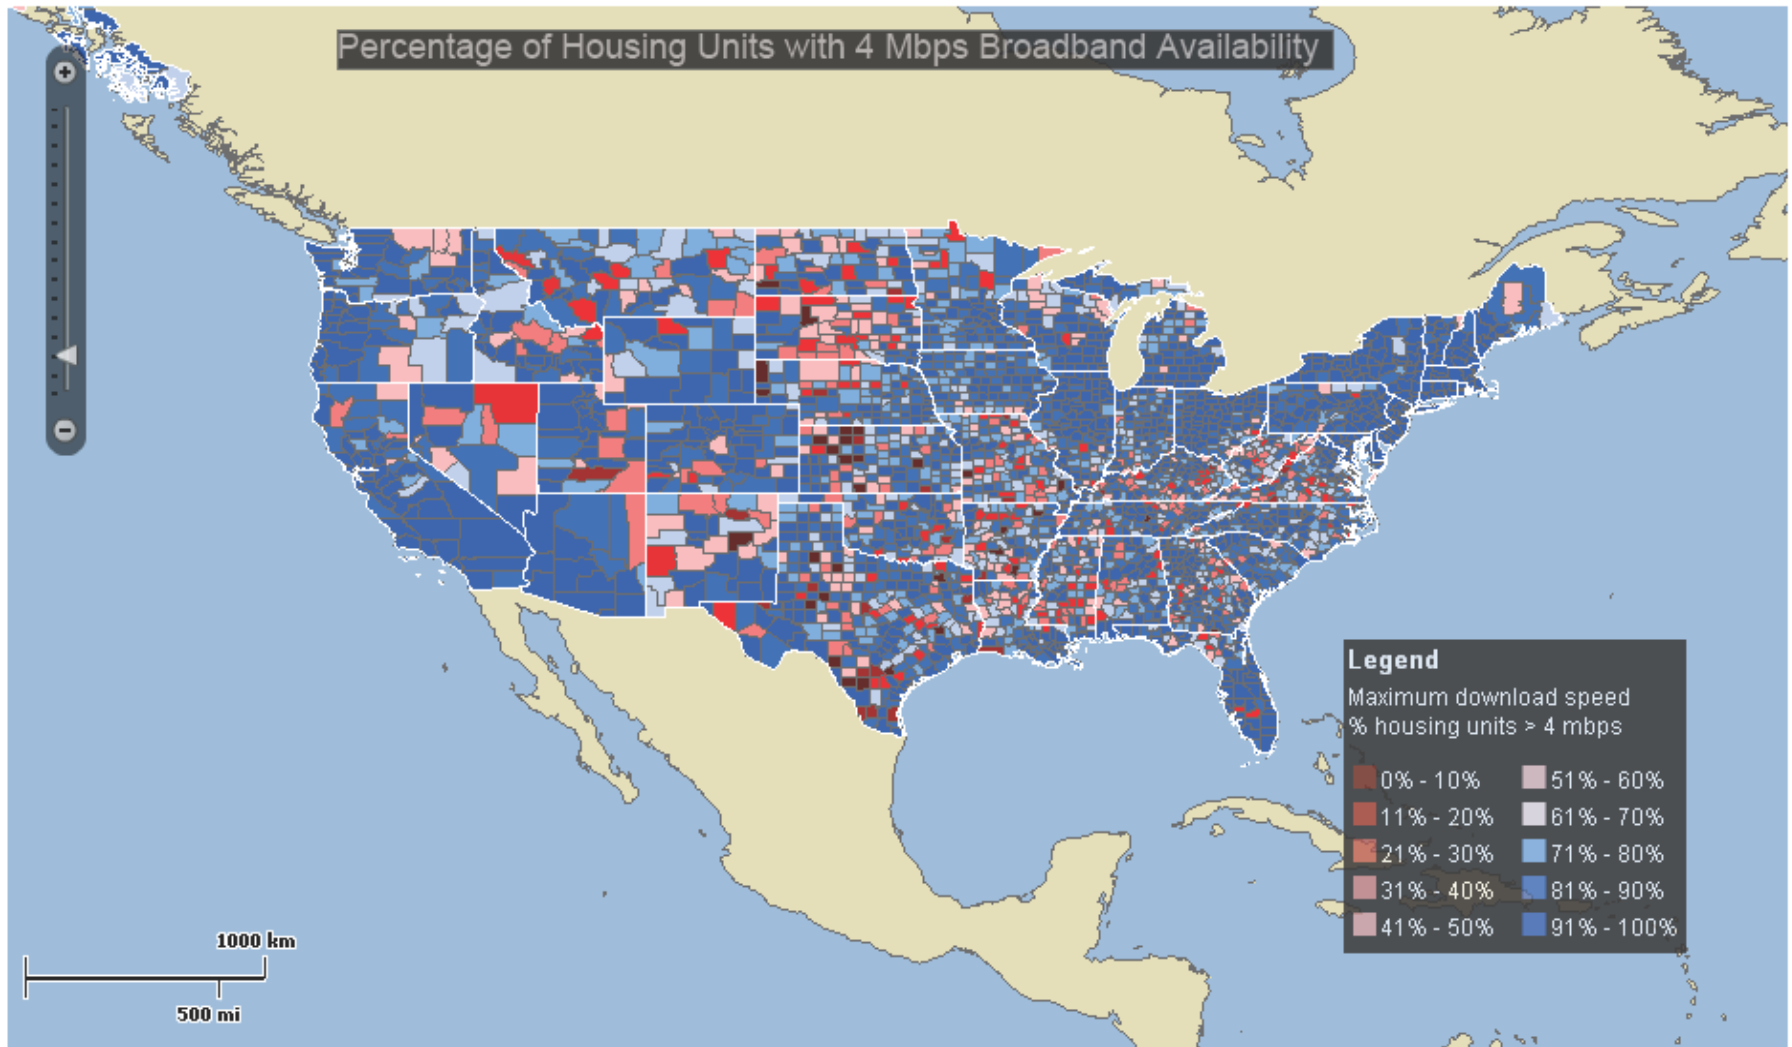 Percentage of Housing Units with 4 Mbps Broadband Availability
Legend
Maximum download speed
% housing units > 4 mbps
0% - 10%
11% - 20%
21% - 30%
31% - 40%
41% - 50%
51% - 60%
61% - 70%
71% - 80%
81% - 90%
91% - 100%
1000 km
500 mi